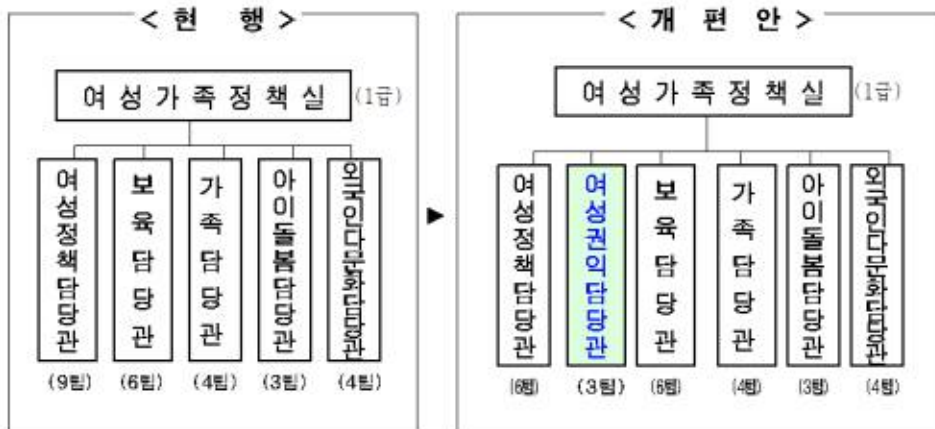 < 현 행 >
여성가족정책실 (1급)
여성정책담당관
보육담당관
가족담당관
아이돌봄담당관
외국인다문화담당관
(9팀) (6팀) (4팀) (3팀) (4팀)
▶
< 개 편 안 >
여성가족정책실 (1급)
여성정책담당관
여성권익담당관
보육담당관
가족담당관
아이돌봄담당관
외국인다문화담당관
(6팀) (3팀) (6팀) (4팀) (3팀) (4팀)